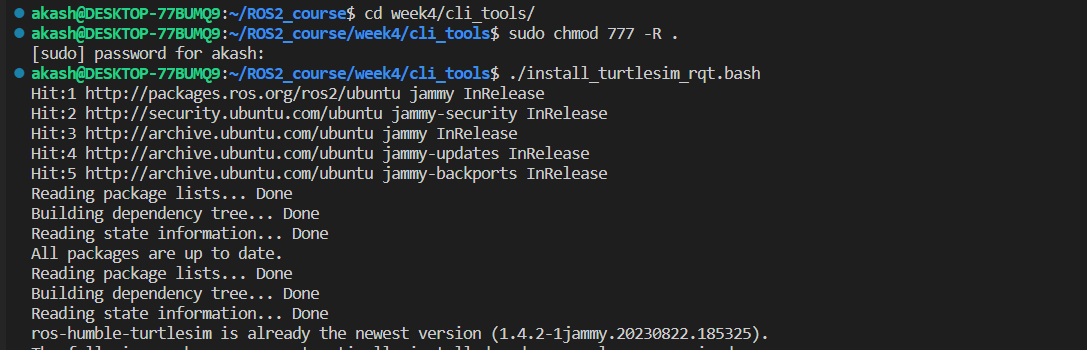 akash@DESKTOP-77BUMQ9:~/ROS2_course$ cd week4/cli_tools/
akash@DESKTOP-77BUMQ9:~/ROS2_course/week4/cli_tools$ sudo chmod 777 -R .
[sudo] password for akash:
akash@DESKTOP-77BUMQ9:~/ROS2_course/week4/cli_tools$ ./install_turtlesim_rqt.bash
Hit:1 http://packages.ros.org/ros2/ubuntu jammy InRelease
Hit:2 http://security.ubuntu.com/ubuntu jammy-security InRelease
Hit:3 http://archive.ubuntu.com/ubuntu jammy InRelease
Hit:4 http://archive.ubuntu.com/ubuntu jammy-updates InRelease
Hit:5 http://archive.ubuntu.com/ubuntu jammy-backports InRelease
Reading package lists... Done
Building dependency tree... Done
Reading state information... Done
All packages are up to date.
Reading package lists... Done
Building dependency tree... Done
Reading state information... Done
ros-humble-turtlesim is already the newest version (1.4.2-1jammy.20230822.185325).